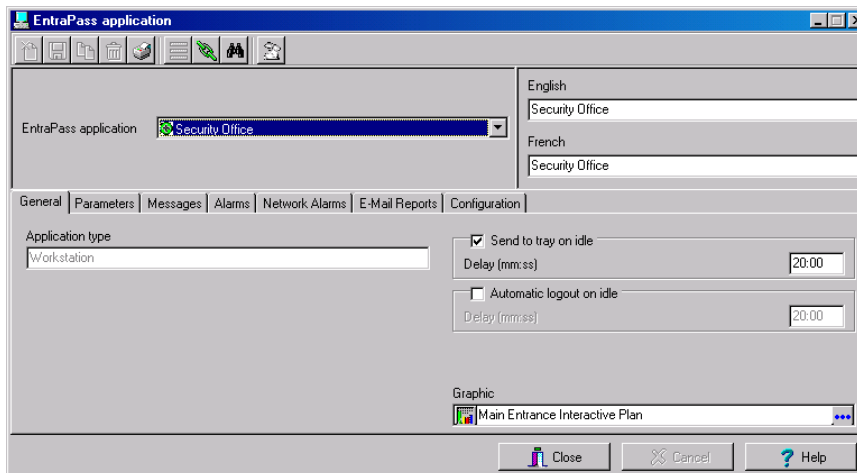 EntraPass application
English
Security Office
EntraPass application
Security Office
French
Security Office
General
Parameters
Messages
Alarms
Network Alarms
E-Mail Reports
Configuration
Application type
Workstation
Send to tray on idle
Delay (mm:ss)
20:00
Automatic logout on idle
Delay (mm:ss)
20:00
Graphic
Main Entrance Interactive Plan
Close
Cancel
Help